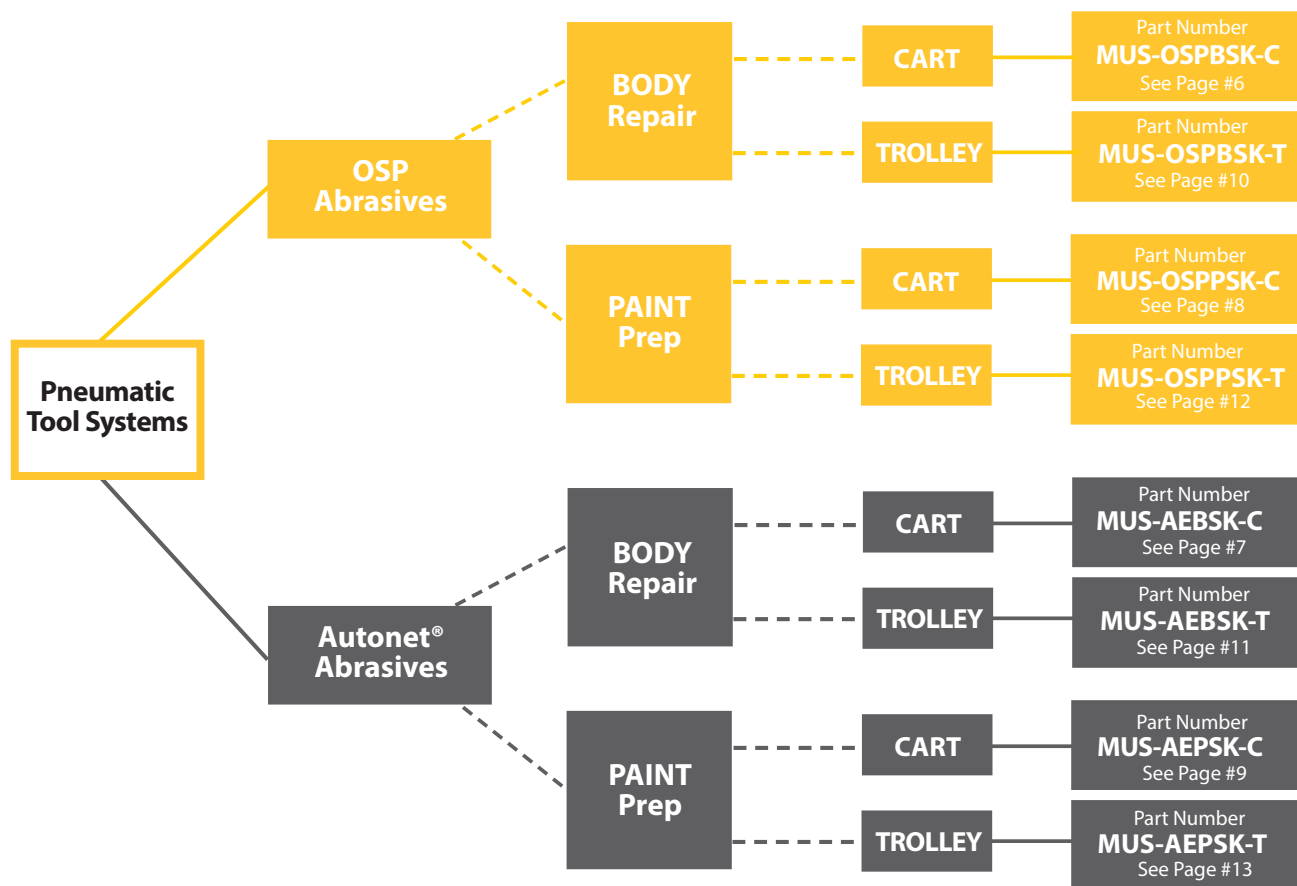 Pneumatic
Tool Systems
OSP
Abrasives
BODY
Repair
CART
Part Number
MUS-OSPBSK-C
See Page #6
TROLLEY
Part Number
MUS-OSPBSK-T
See Page #10
PAINT
Prep
CART
Part Number
MUS-OSPPSK-C
See Page #8
TROLLEY
Part Number
MUS-OSPPSK-T
See Page #12
Autonet®
Abrasives
BODY
Repair
CART
Part Number
MUS-AEBSK-C
See Page #7
TROLLEY
Part Number
MUS-AEBSK-T
See Page #11
PAINT
Prep
CART
Part Number
MUS-AEPSK-C
See Page #9
TROLLEY
Part Number
MUS-AEPSK-T
See Page #13